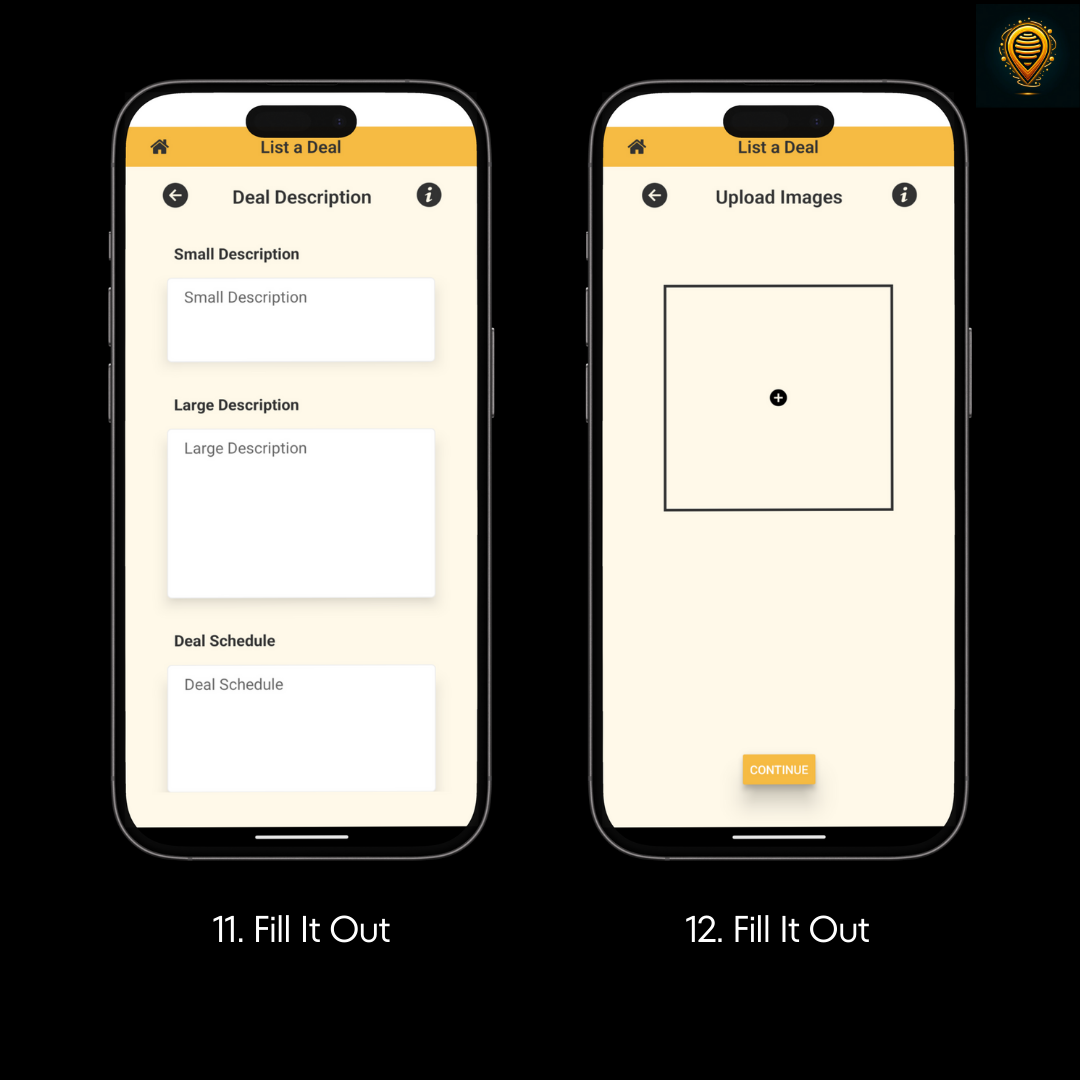 List a Deal
Deal Description
Small Description
Small Description
Large Description
Large Description
Deal Schedule
Deal Schedule
11. Fill It Out
List a Deal
Upload Images
CONTINUE
12. Fill It Out